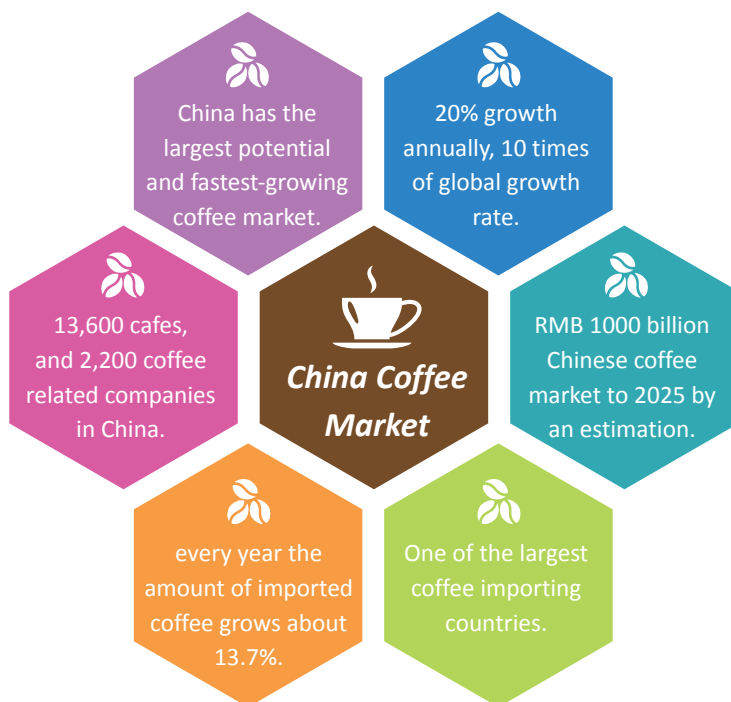 China has the
largest potential
and fastest-growing
coffee market.
20% growth
annually, 10 times
of global growth
rate.
13,600 cafes,
and 2,200 coffee
related companies
in China.
China Coffee
Market
RMB 1000 billion
Chinese coffee
market to 2025 by
an estimation.
every year the
amount of imported
coffee grows about
13.7%.
One of the largest
coffee importing
countries.